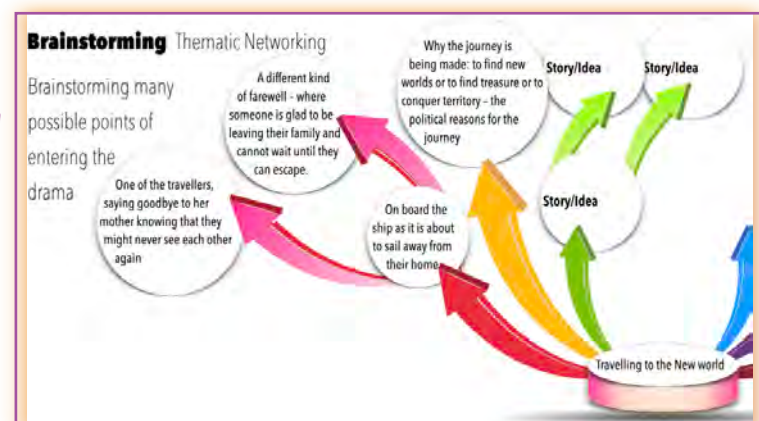 Brainstorming Thematic Networking
Brainstorming many
possible points of
entering the
drama
A different kind
of farewell – where
someone is glad to be
leaving their family and
cannot wait until they
can escape.
Why the journey is
being made: to find new
worlds or to find treasure or to
conquer territory – the
political reasons for the
journey
Story/Idea
Story/Idea
One of the travellers,
saying goodbye to her
mother knowing that they
might never see each other
again
On board the
ship as it is about
to sail away from
their home.
Story/Idea
Travelling to the New world